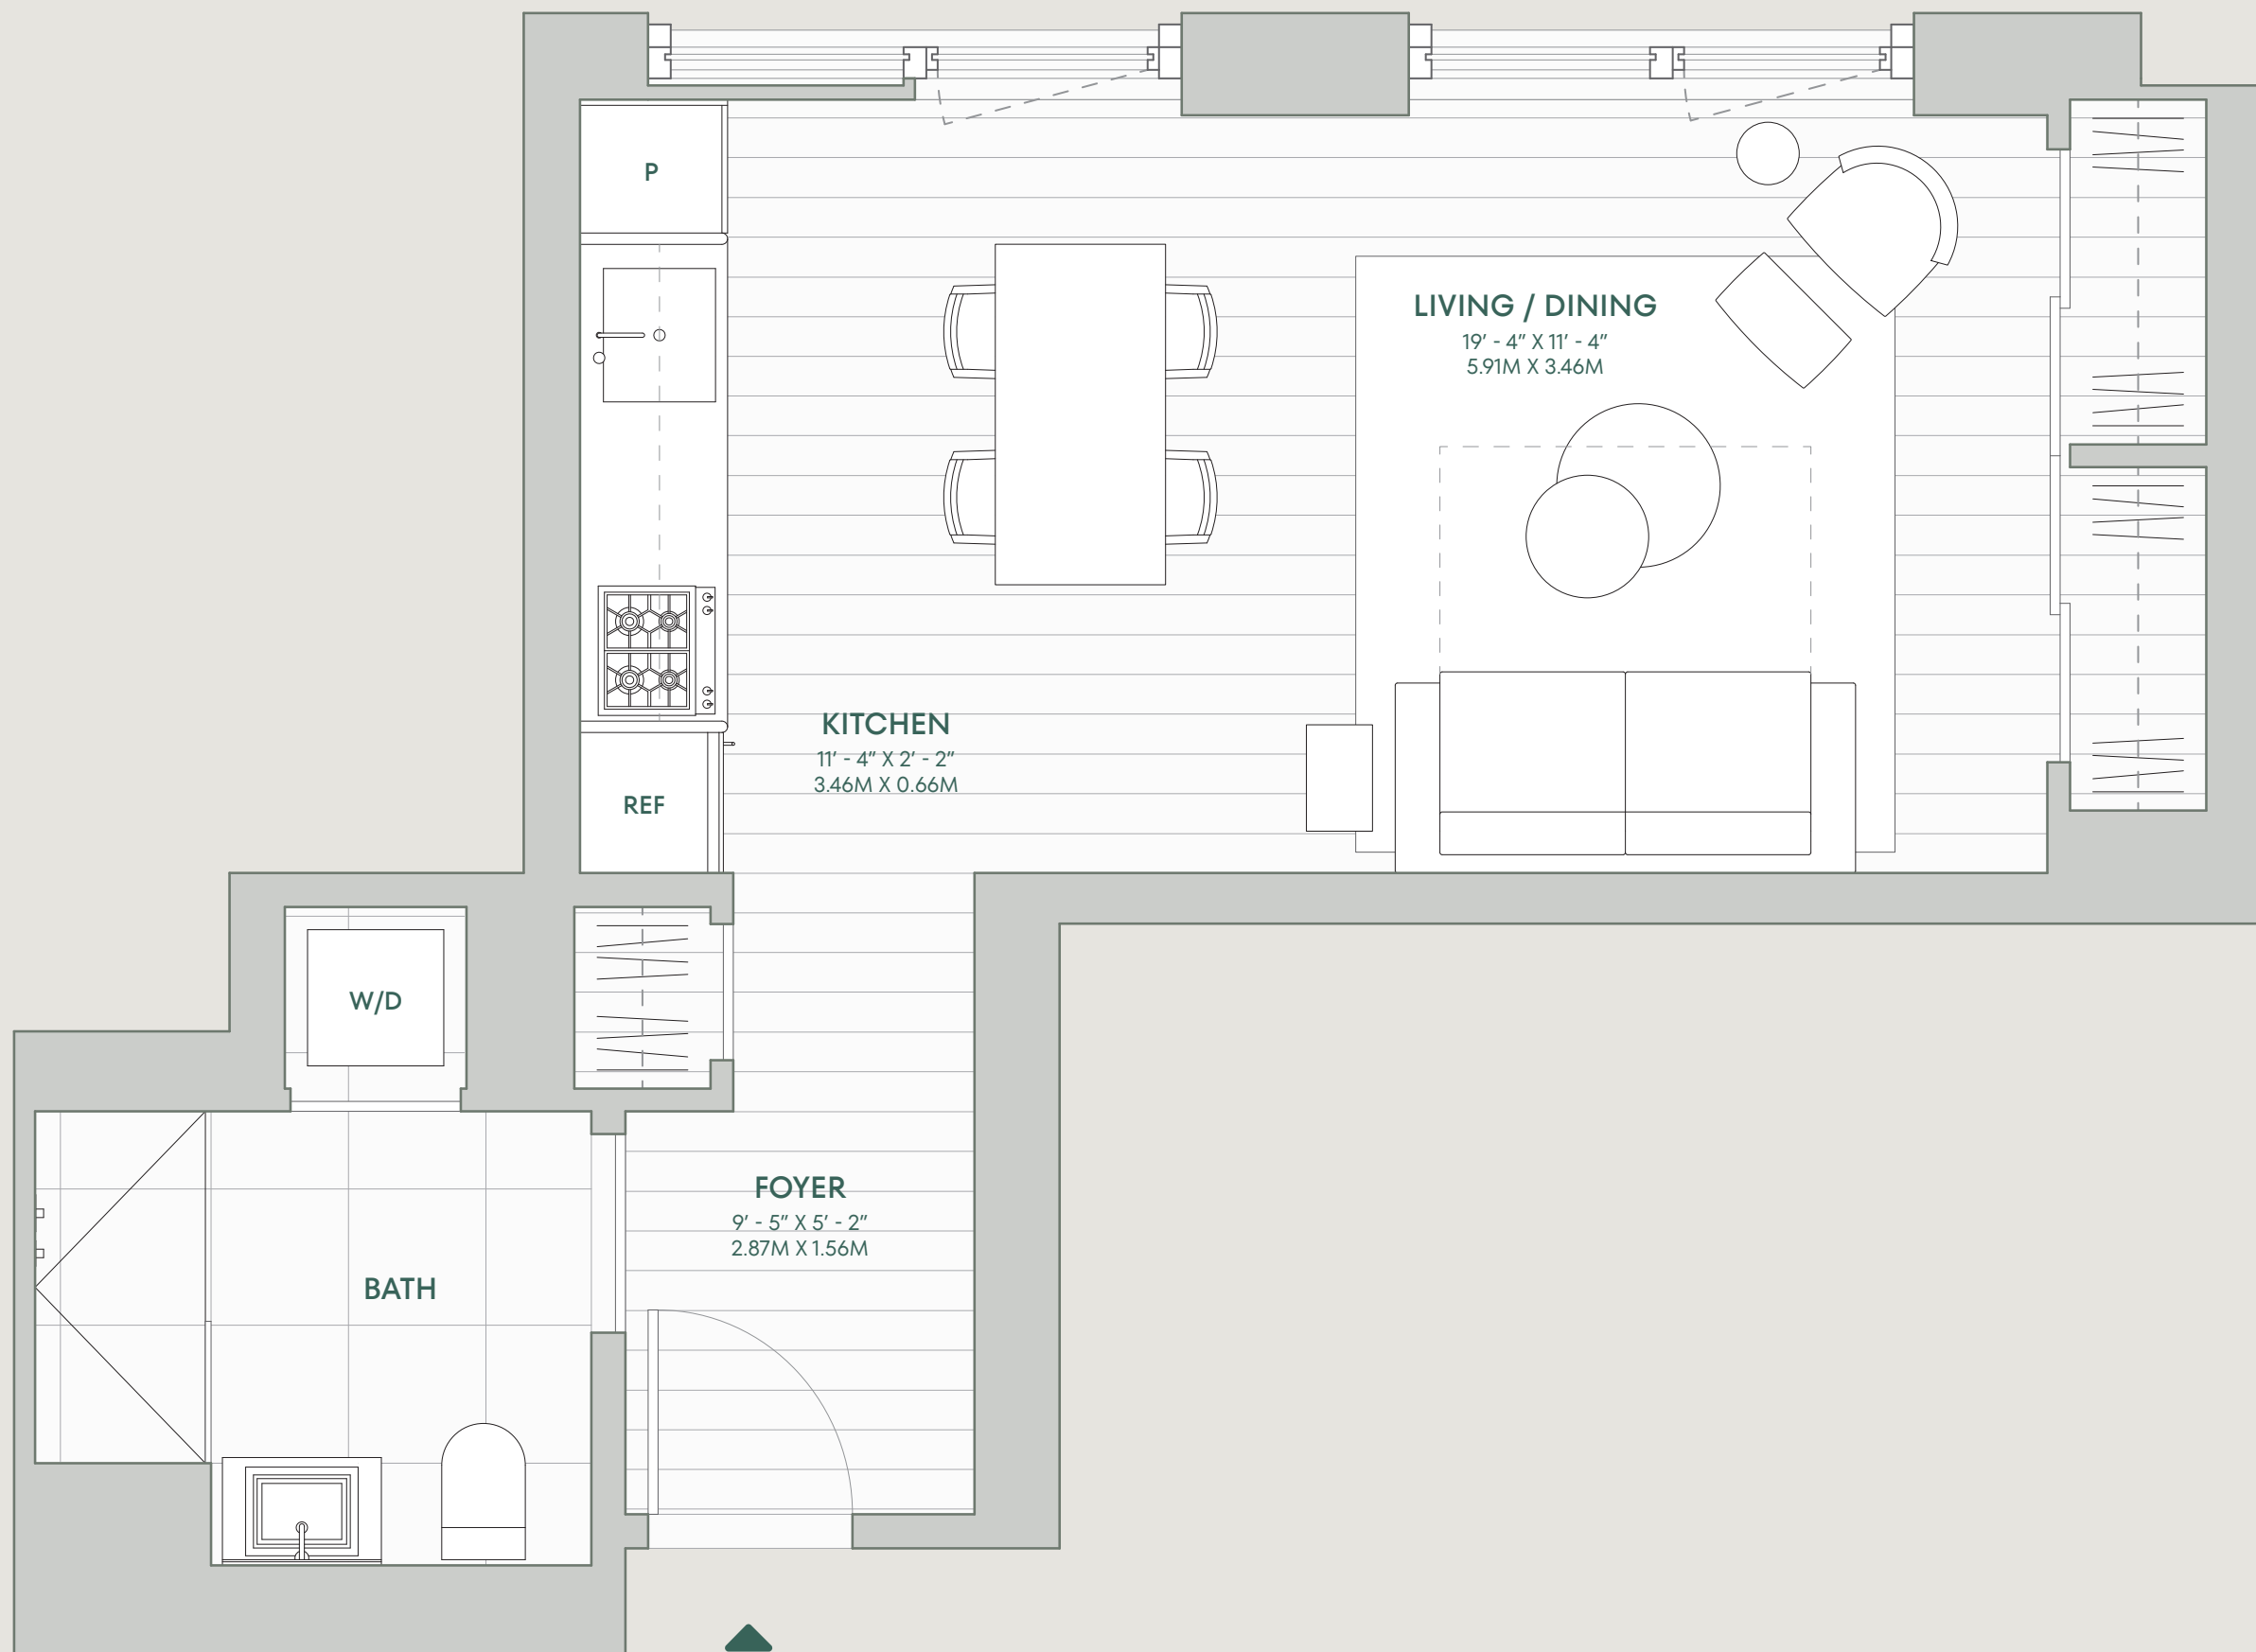 P
LIVING / DINING
19’ - 4” X 11’ - 4”
5.91M X 3.46M
KITCHEN
11’ - 4” X 2’ - 2”
3.46M X 0.66M
REF
W/D
FOYER
9’ - 5” X 5’ - 2”
2.87M X 1.56M
BATH